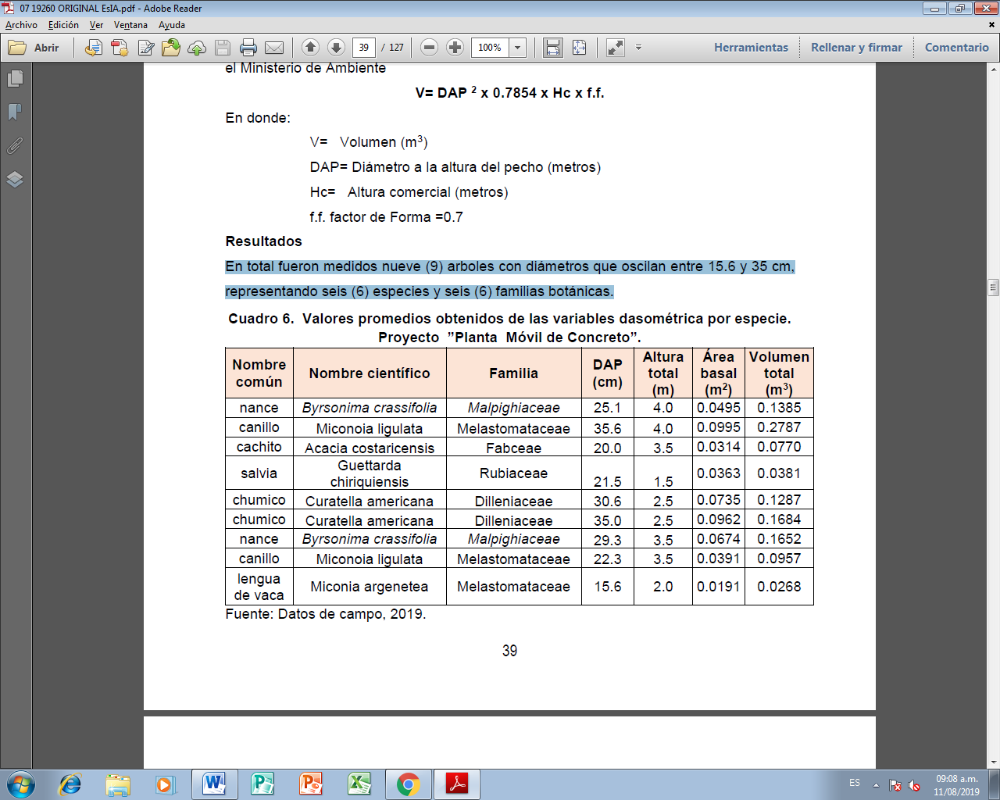 07 19260 ORIGINAL EsIA.pdf - Adobe Reader
Archivo Edición Ver Ventana Ayuda
Abrir 39 / 127 100% Herramientas Rellenar y firmar Comentario
el Ministerio de Ambiente
V= DAP ² x 0.7854 x Hc x f.f.
En donde:
V= Volumen (m³)
DAP= Diámetro a la altura del pecho (metros)
Hc= Altura comercial (metros)
f.f. factor de Forma =0.7
Resultados
En total fueron medidos nueve (9) arboles con diámetros que oscilan entre 15.6 y 35 cm,
representando seis (6) especies y seis (6) familias botánicas.
Cuadro 6. Valores promedios obtenidos de las variables dasométrica por especie.
Proyecto ”Planta Móvil de Concreto”.
Nombre común Nombre científico Familia DAP (cm) Altura total (m) Área basal (m²) Volumen total (m³)
nance Byrsonima crassifolia Malpighiaceae 25.1 4.0 0.0495 0.1385
canillo Miconoia ligulata Melastomataceae 35.6 4.0 0.0995 0.2787
cachito Acacia costaricensis Fabceae 20.0 3.5 0.0314 0.0770
salvia Guettarda chiriquiensis Rubiaceae 21.5 1.5 0.0363 0.0381
chumico Curatella americana Dilleniaceae 30.6 2.5 0.0735 0.1287
chumico Curatella americana Dilleniaceae 35.0 2.5 0.0962 0.1684
nance Byrsonima crassifolia Malpighiaceae 29.3 3.5 0.0674 0.1652
canillo Miconoia ligulata Melastomataceae 22.3 3.5 0.0391 0.0957
lengua de vaca Miconia argenetea Melastomataceae 15.6 2.0 0.0191 0.0268
Fuente: Datos de campo, 2019.
39
ES 09:08 a.m.
11/08/2019